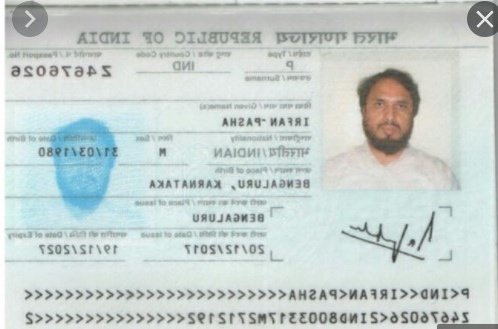 भारत गणराज्य REPUBLIC OF INDIA
टाईप / Type राष्ट्र कोड / Country Code पासपोर्ट नं. / Passport No.
P IND Z4676026
उपनाम / Surname
दिया गया नाम / Given Name(s)
IRFAN PASHA
राष्ट्रीयता / Nationality लिंग / Sex जन्मतिथि / Date of Birth
भारतीय/INDIAN M 31/03/1980
जन्म स्थान / Place of Birth
BENGALURU, KARNATAKA
जारी करने का स्थान / Place of Issue
BENGALURU
जारी करने की तिथि / Date of Issue समाप्ति की तिथि / Date of Expiry
20/12/2017 19/12/2027
P<IND<<IRFAN<PASHA<<<<<<<<<<<<<<<<<<<<<<<<<<
Z4676026<2IND8003317M2712192<<<<<<<<<<<<<<<2